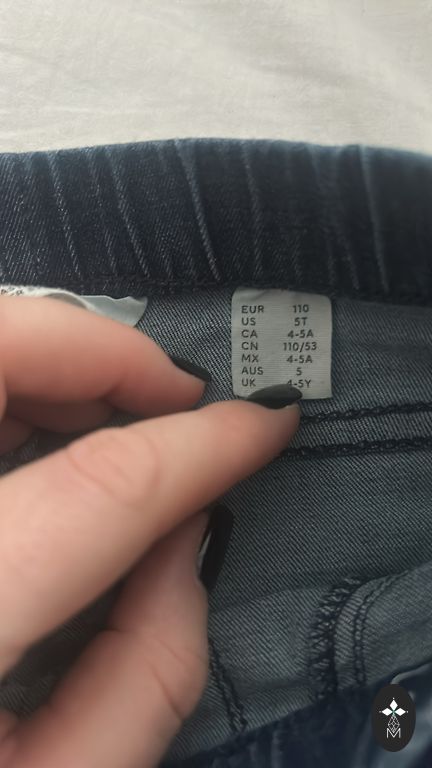 EUR 110
US 5T
CA 4-5A
CN 110/53
MX 4-5A
AUS 5
UK 4-5Y
M